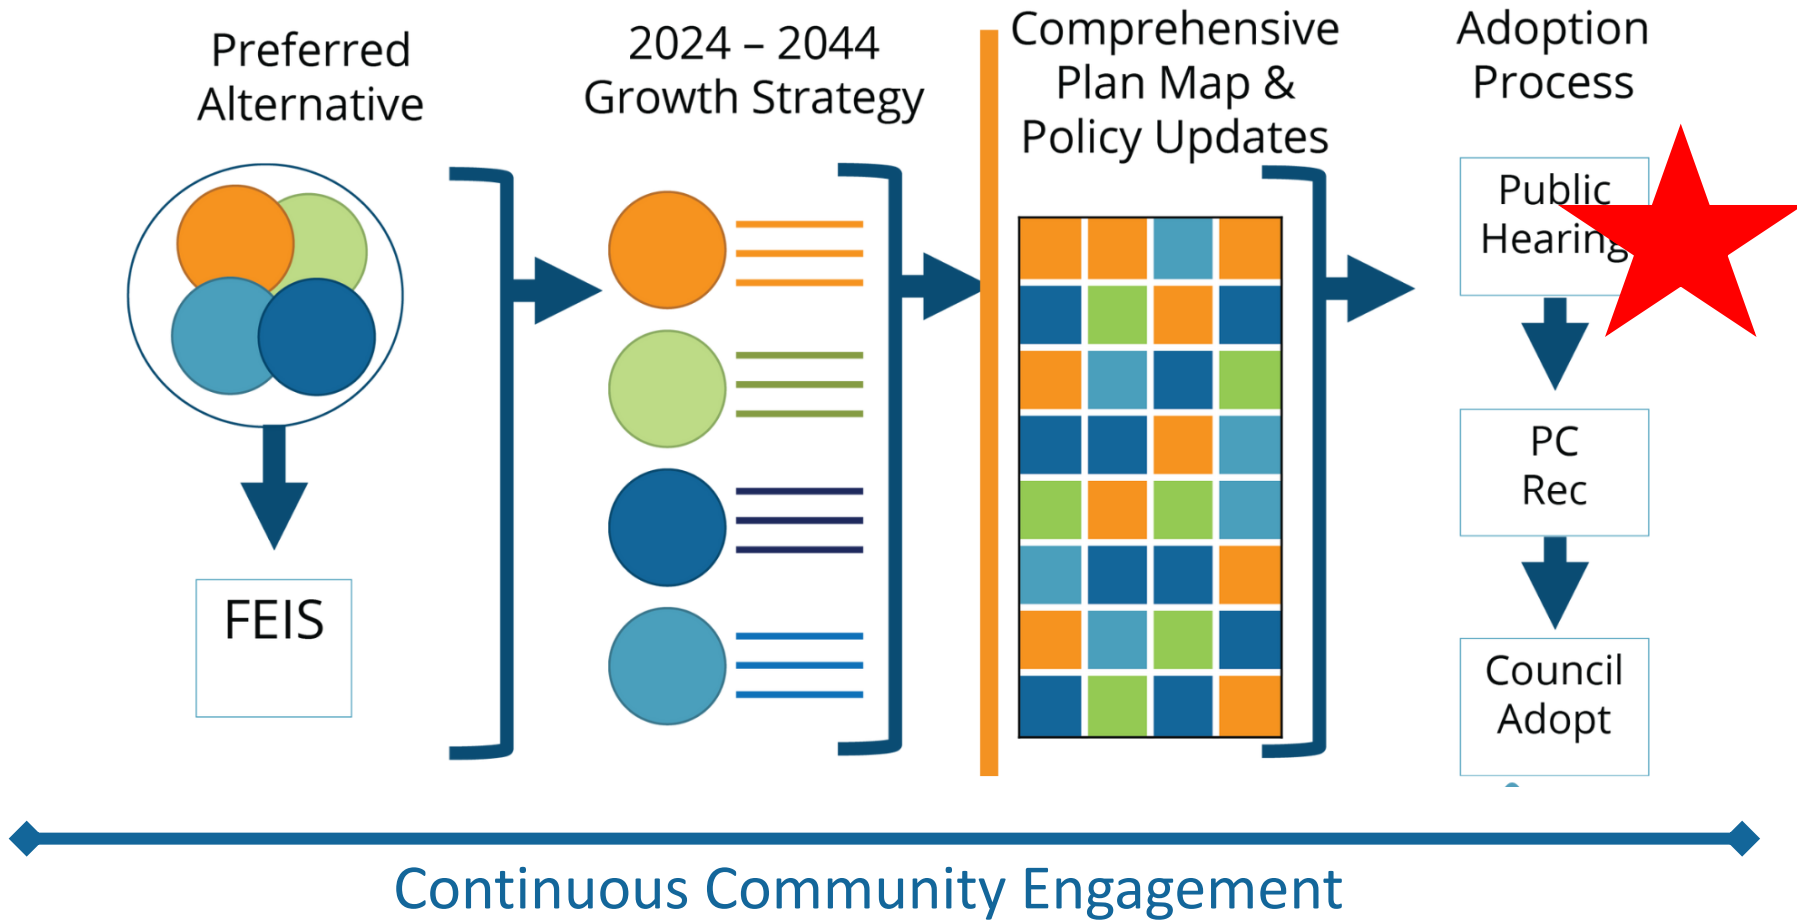 Preferred
Alternative
FEIS
2024 – 2044
Growth Strategy
Comprehensive
Plan Map &
Policy Updates
Adoption
Process
Public
Hearing
PC
Rec
Council
Adopt
Continuous Community Engagement